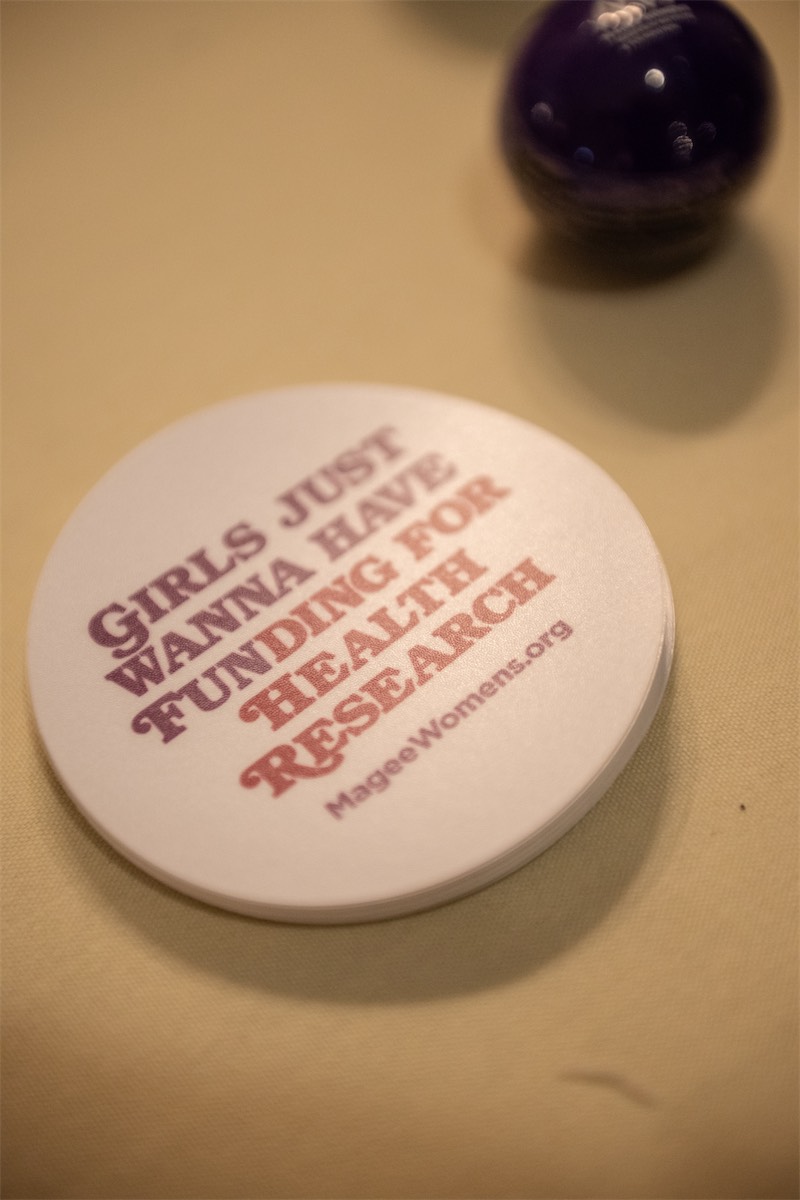 GIRLS JUST
WANNA HAVE
FUNDING FOR
HEALTH
RESEARCH
MageeWomens.org